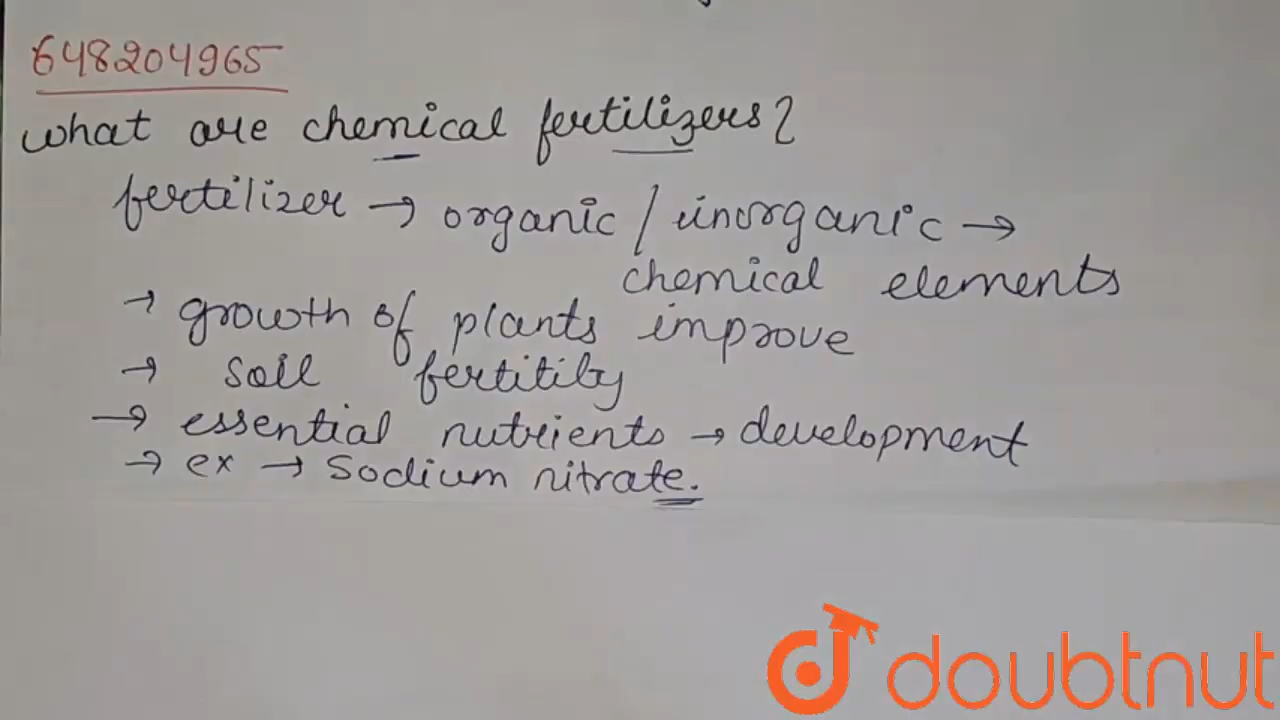 648204965
what are chemical fertilizers?
fertilizer → organic / inorganic →
chemical elements
→ growth of plants improve
→ soil fertitiby
→ essential nutrients → development
→ ex → Sodium nitrate.
doubtnut